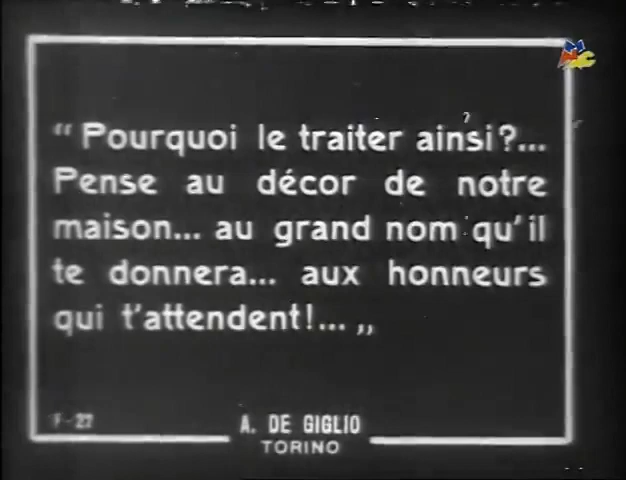 “ Pourquoi le traiter ainsi?...
Pense au décor de notre
maison... au grand nom qu'il
te donnera... aux honneurs
qui t'attendent!... „
F-27
A. DE GIGLIO
TORINO